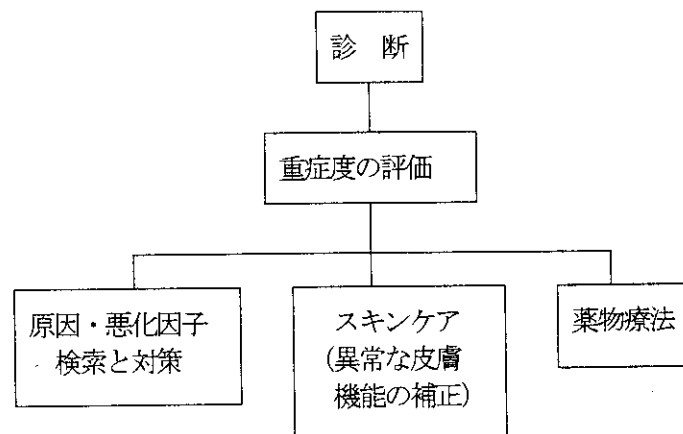 診　断
重症度の評価
原因・悪化因子
検索と対策
スキンケア
(異常な皮膚
機能の補正)
薬物療法